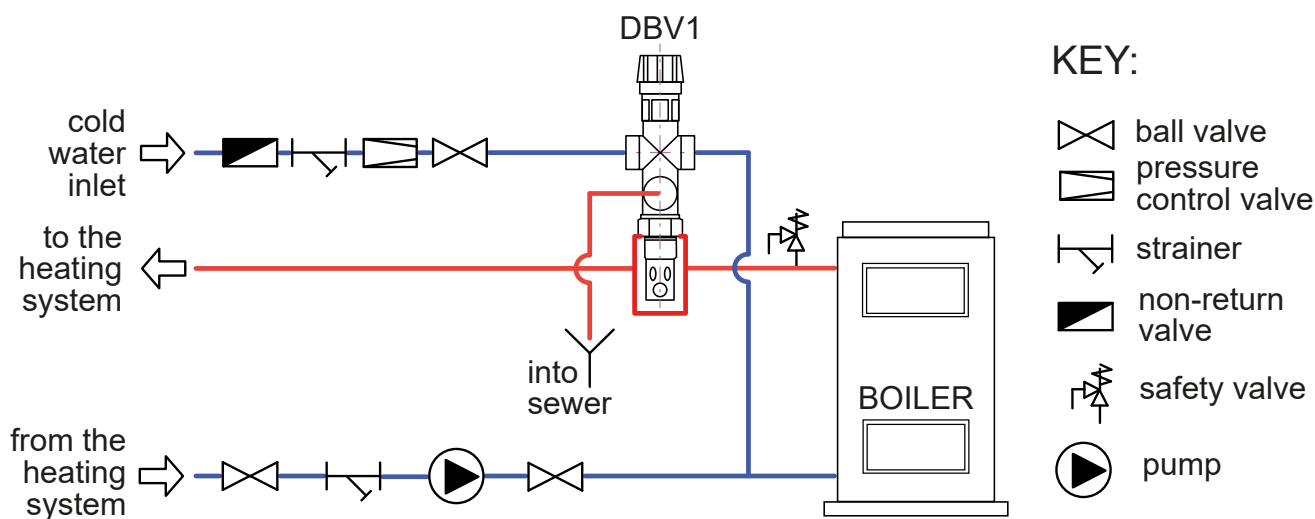 DBV1
cold
water
inlet
to the
heating
system
into
sewer
from the
heating
system
BOILER
KEY:
ball valve
pressure
control valve
strainer
non-return
valve
safety valve
pump